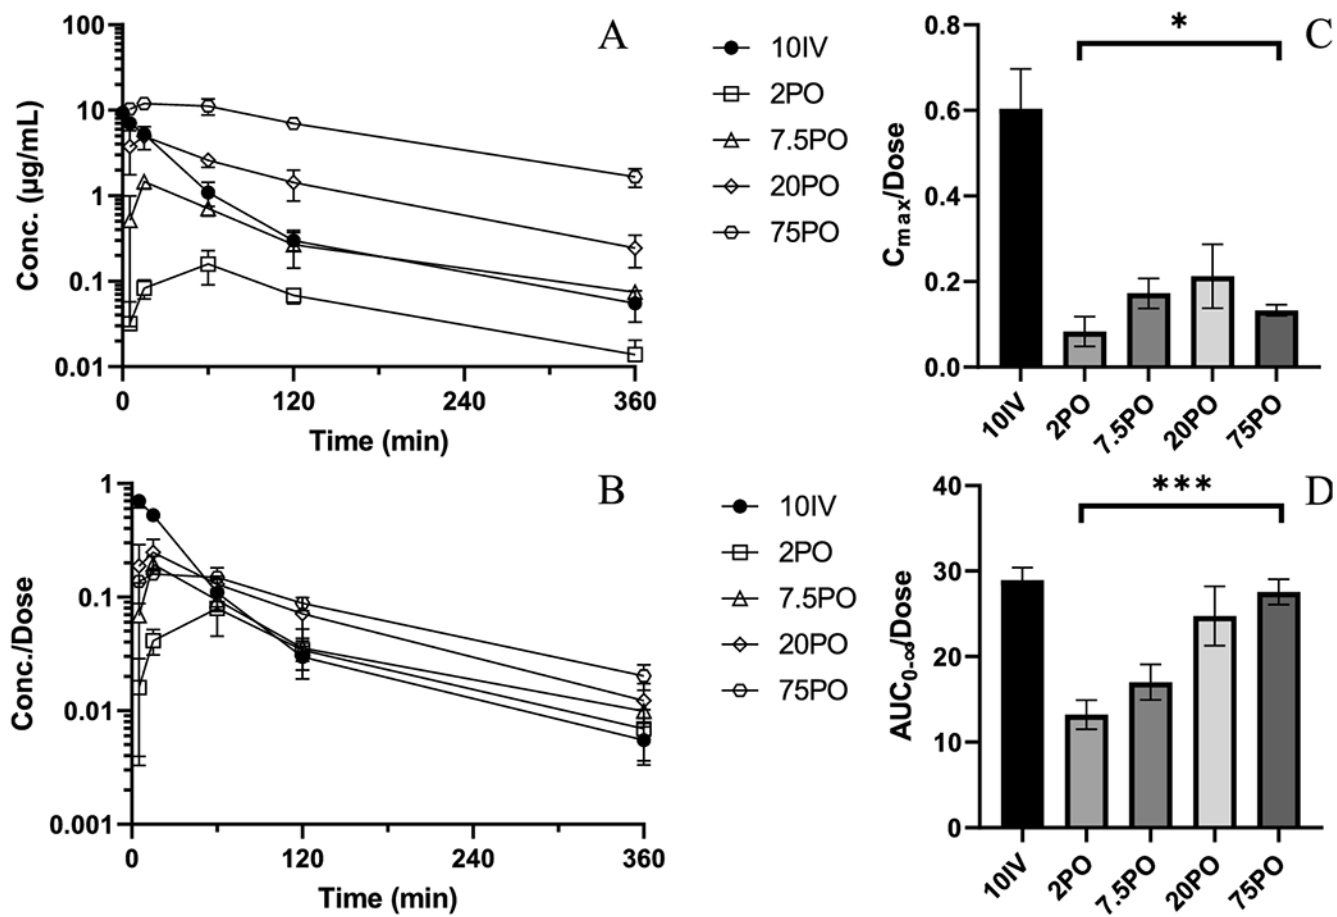 A
Conc. (µg/mL)
100
10
1
0.1
0.01
0 120 240 360
Time (min)
10IV
2PO
7.5PO
20PO
75PO
C
*
Cmax/Dose
0.8
0.6
0.4
0.2
0.0
10IV 2PO 7.5PO 20PO 75PO
B
Conc./Dose
1
0.1
0.01
0.001
0 120 240 360
Time (min)
10IV
2PO
7.5PO
20PO
75PO
D
***
AUC0-∞/Dose
40
30
20
10
0
10IV 2PO 7.5PO 20PO 75PO